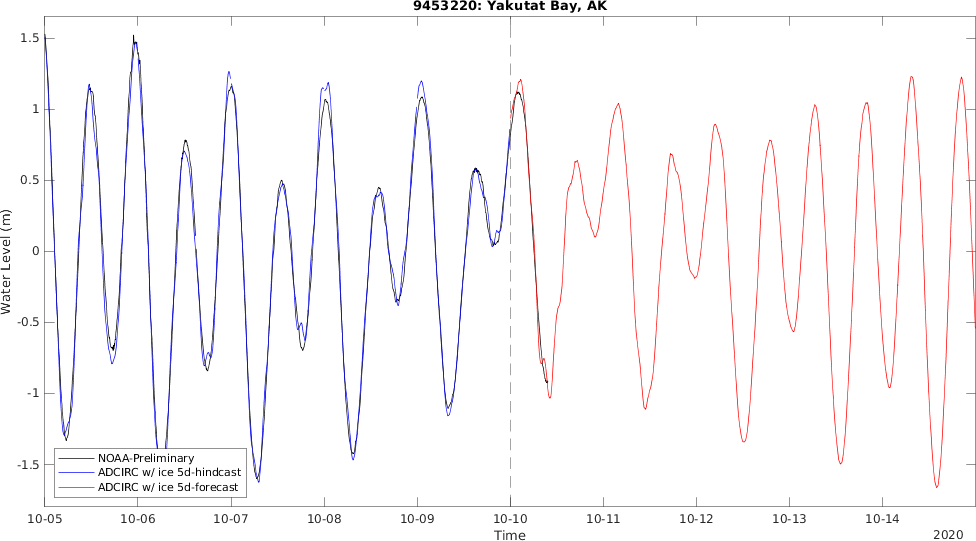 9453220: Yakutat Bay, AK
Water Level (m)
1.5
1
0.5
0
-0.5
-1
-1.5
NOAA-Preliminary
ADCIRC w/ ice 5d-hindcast
ADCIRC w/ ice 5d-forecast
10-05 10-06 10-07 10-08 10-09 10-10 10-11 10-12 10-13 10-14
Time
2020